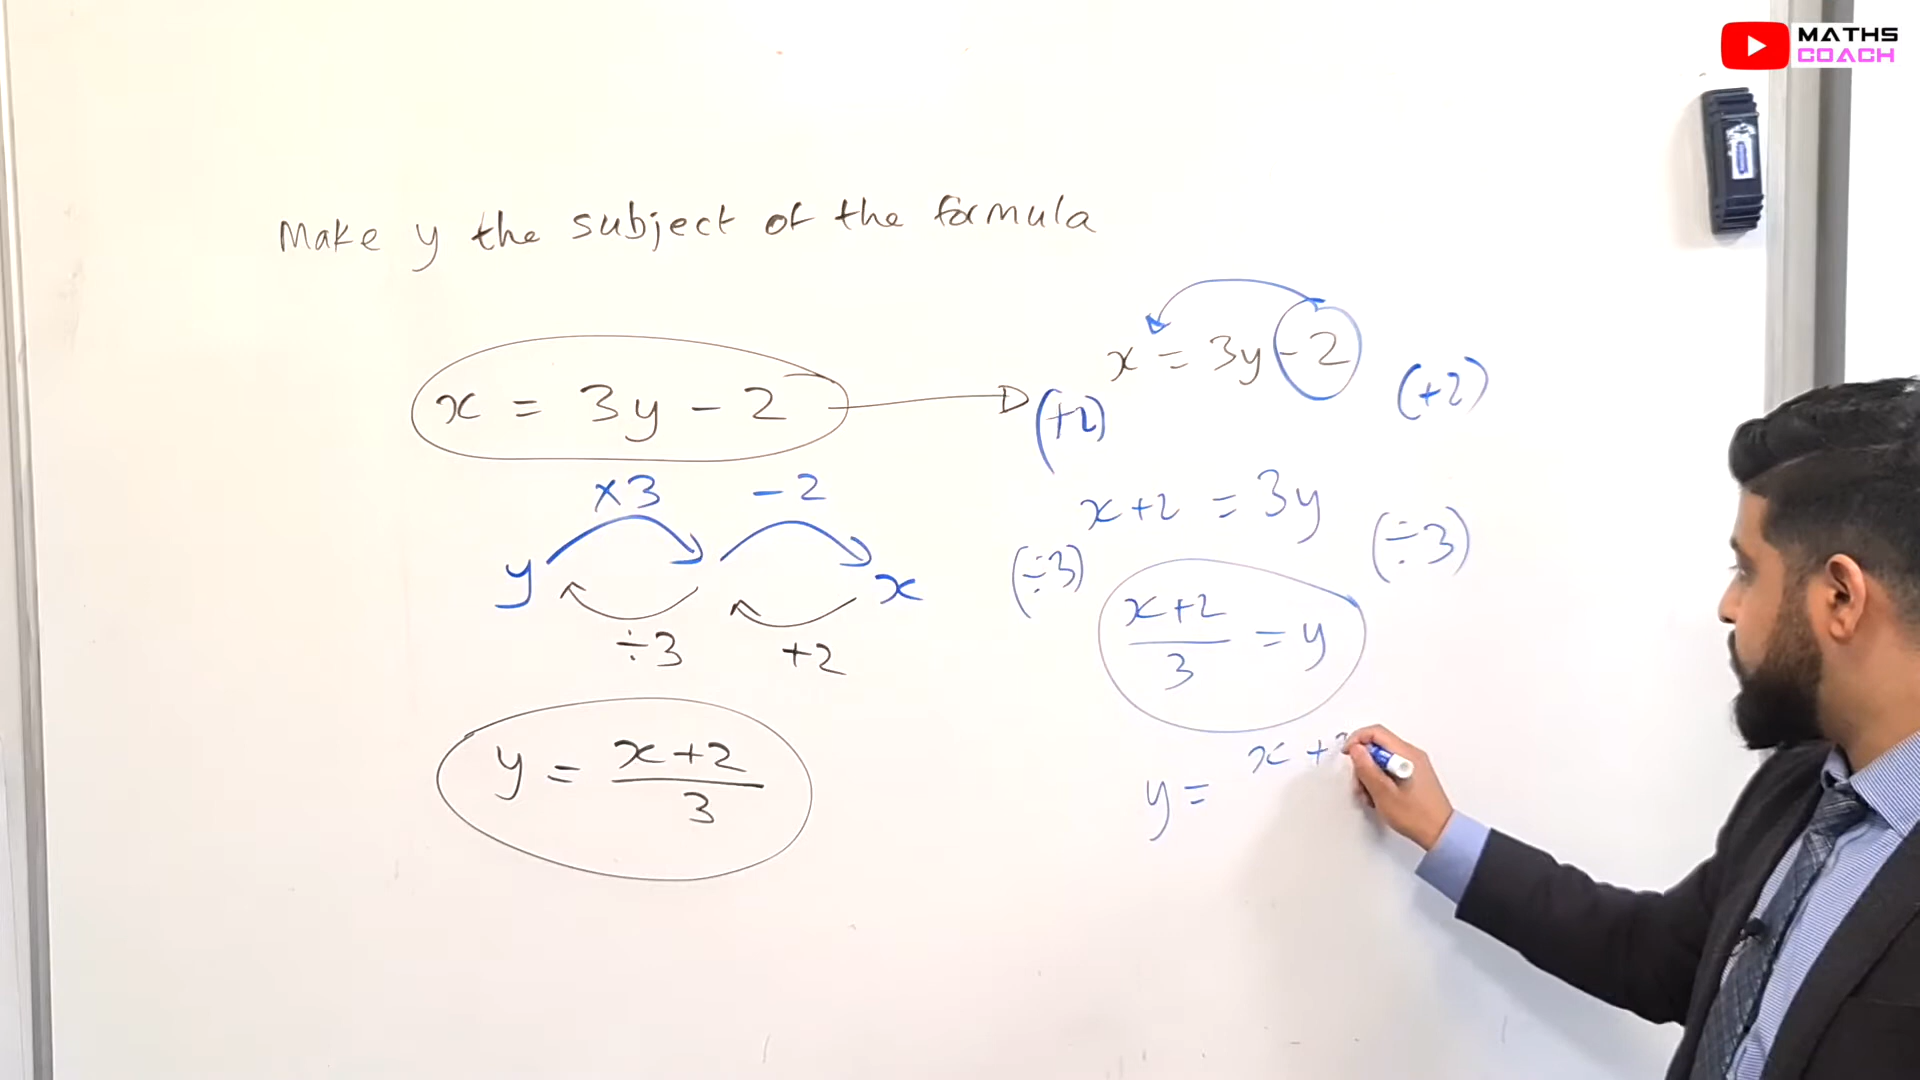 MATHS
COACH
Make y the subject of the formula
x = 3y - 2
×3 -2
y x
÷3 +2
y = x+2
3
x = 3y - 2
(+2) (+2)
x+2 = 3y
(÷3) (÷3)
x+2
3 = y
y = x +